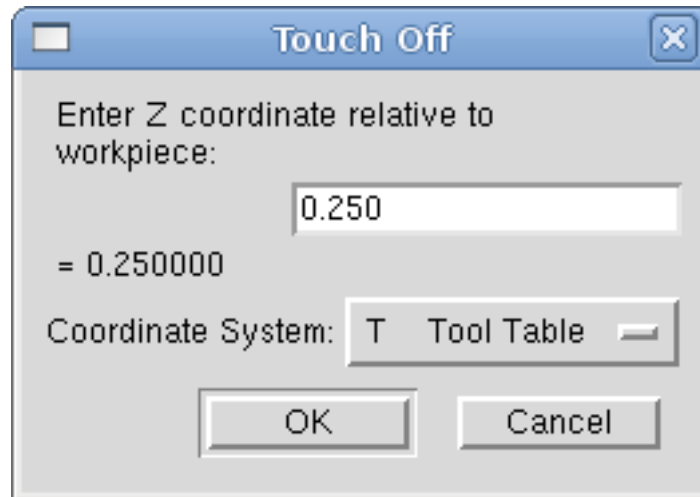 Touch Off
Enter Z coordinate relative to
workpiece:
0.250
= 0.250000
Coordinate System: T Tool Table
OK Cancel